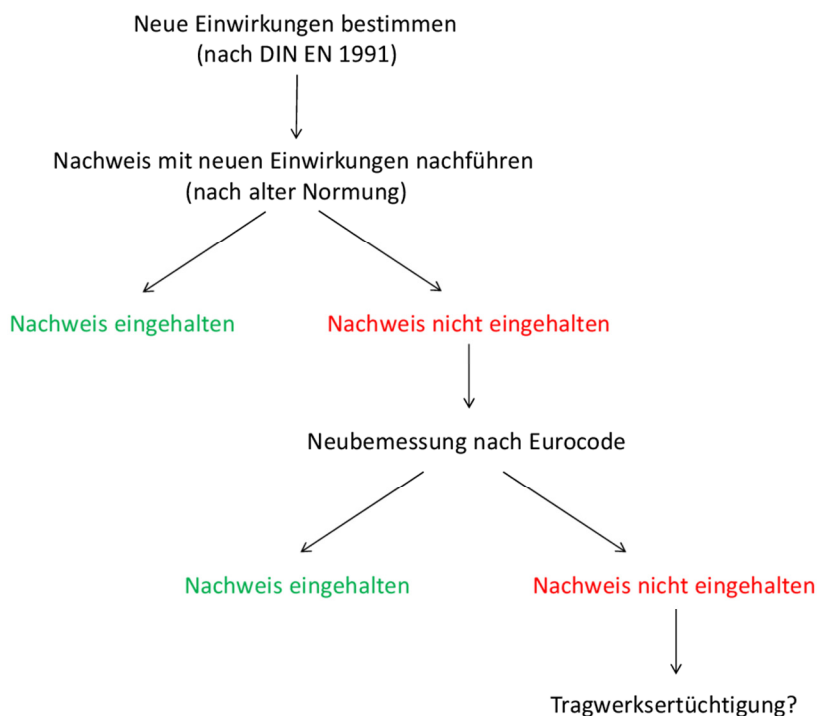 Neue Einwirkungen bestimmen
(nach DIN EN 1991)
Nachweis mit neuen Einwirkungen nachführen
(nach alter Normung)
Nachweis eingehalten
Nachweis nicht eingehalten
Neubemessung nach Eurocode
Nachweis eingehalten
Nachweis nicht eingehalten
Tragwerksertüchtigung?